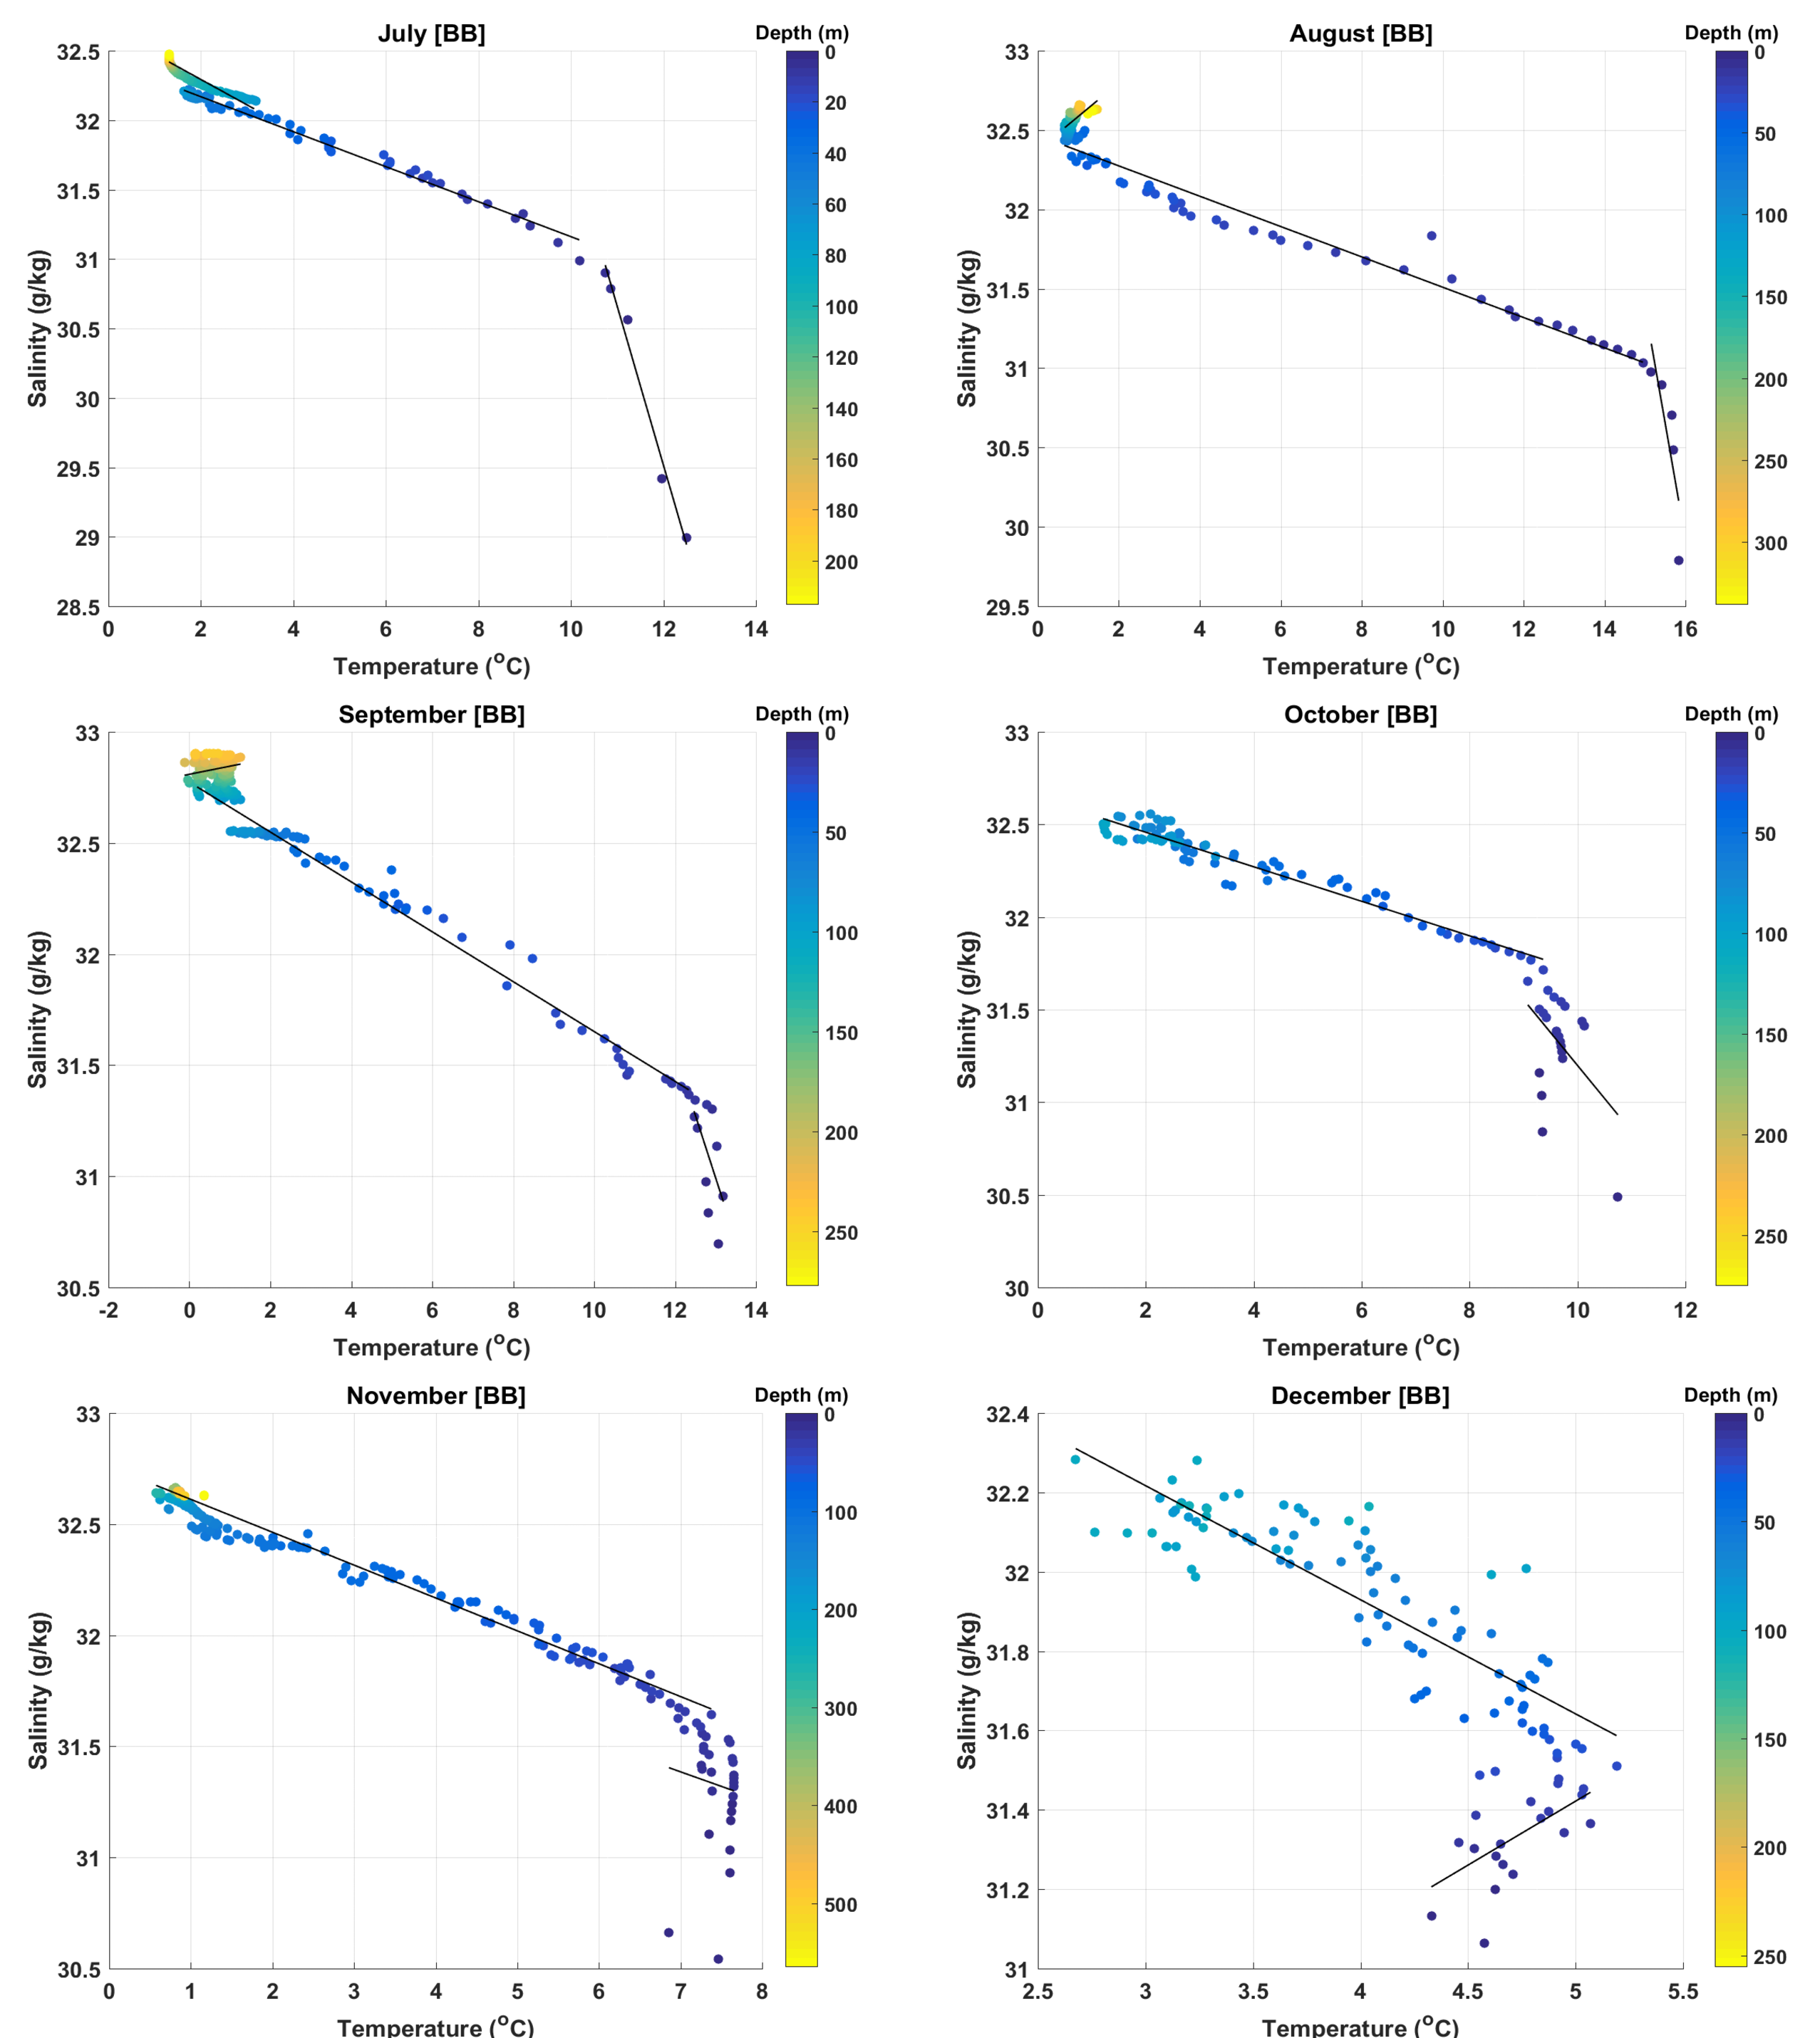 July [BB]
Depth (m)
32.5
32
31.5
31
30.5
30
29.5
29
28.5
Salinity (g/kg)
0 2 4 6 8 10 12 14
Temperature (°C)
0
20
40
60
80
100
120
140
160
180
200
August [BB]
Depth (m)
33
32.5
32
31.5
31
30.5
30
29.5
Salinity (g/kg)
0 2 4 6 8 10 12 14 16
Temperature (°C)
0
50
100
150
200
250
300
September [BB]
Depth (m)
33
32.5
32
31.5
31
30.5
Salinity (g/kg)
-2 0 2 4 6 8 10 12 14
Temperature (°C)
0
50
100
150
200
250
October [BB]
Depth (m)
33
32.5
32
31.5
31
30.5
30
Salinity (g/kg)
0 2 4 6 8 10 12
Temperature (°C)
0
50
100
150
200
250
November [BB]
Depth (m)
33
32.5
32
31.5
31
30.5
Salinity (g/kg)
0 1 2 3 4 5 6 7 8
Temperature (°C)
0
100
200
300
400
500
December [BB]
Depth (m)
32.4
32.2
32
31.8
31.6
31.4
31.2
31
Salinity (g/kg)
2.5 3 3.5 4 4.5 5 5.5
Temperature (°C)
0
50
100
150
200
250